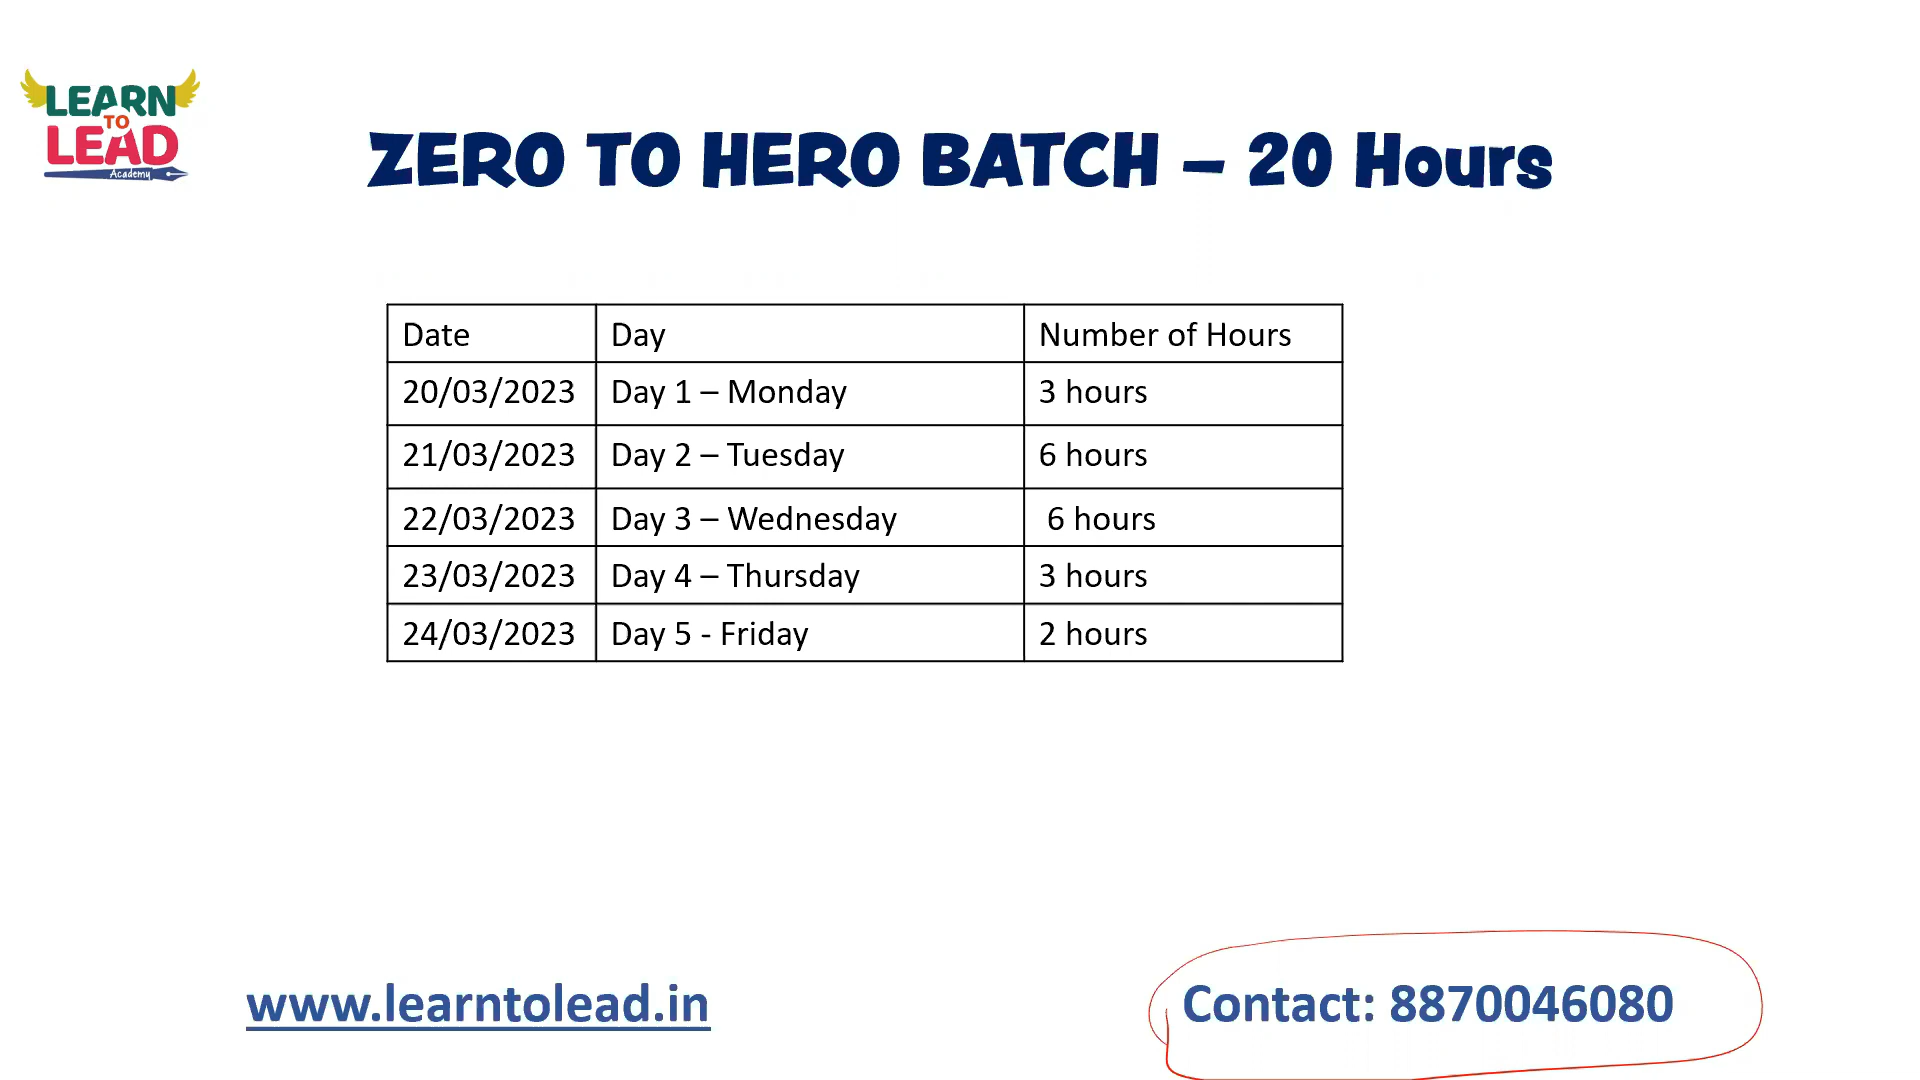 LEARN
TO
LEAD
Academy
ZERO TO HERO BATCH – 20 Hours
Date Day Number of Hours
20/03/2023 Day 1 – Monday 3 hours
21/03/2023 Day 2 – Tuesday 6 hours
22/03/2023 Day 3 – Wednesday 6 hours
23/03/2023 Day 4 – Thursday 3 hours
24/03/2023 Day 5 - Friday 2 hours
www.learntolead.in Contact: 8870046080